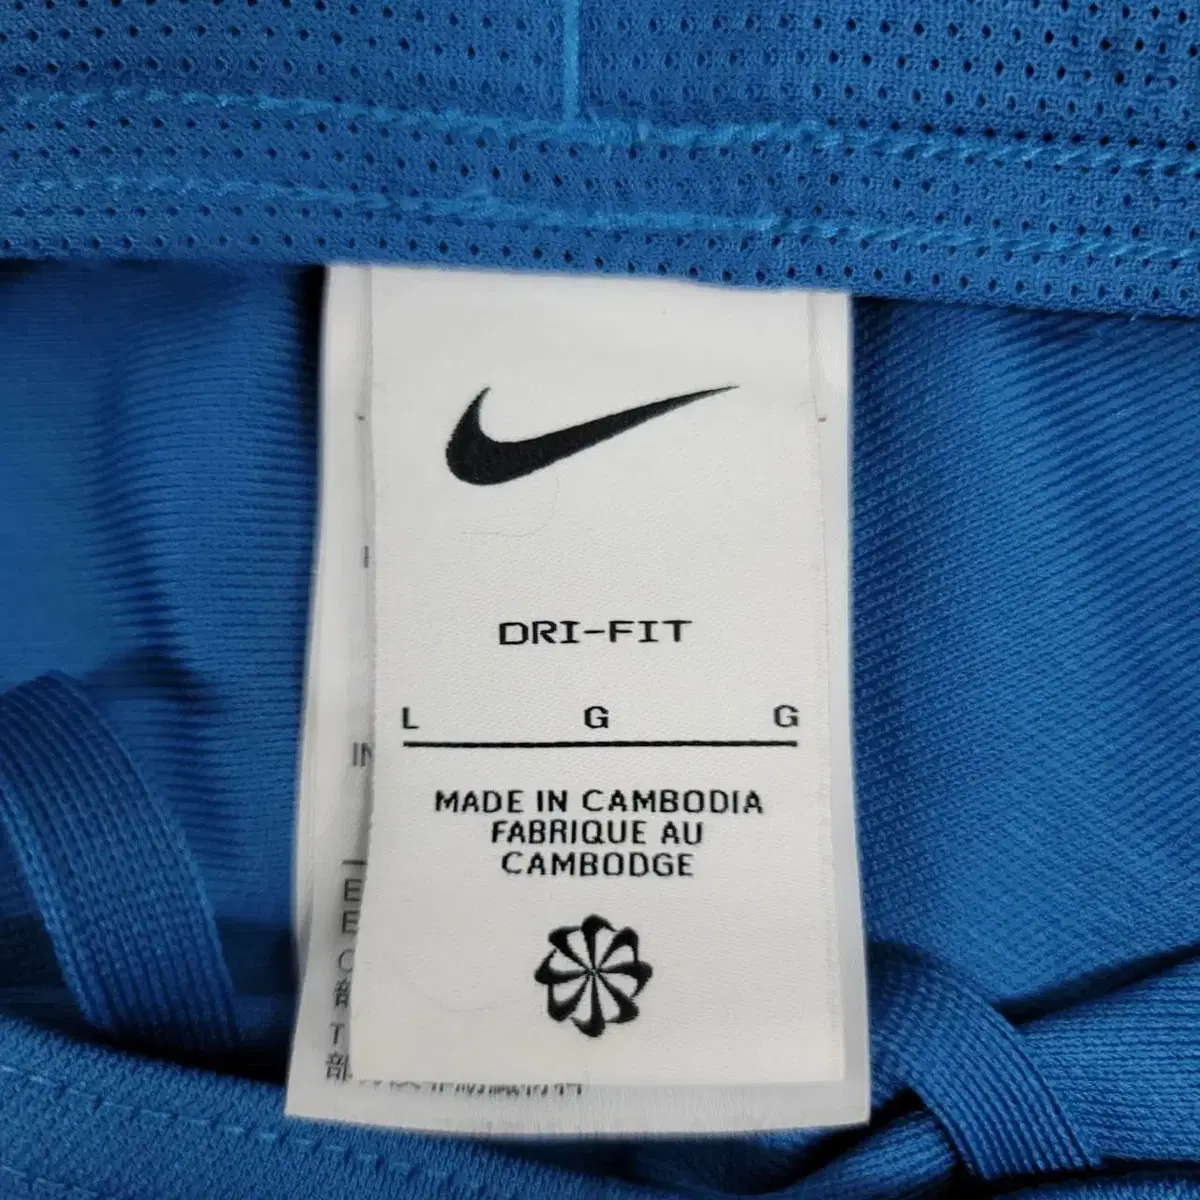 DRI-FIT
L G G
MADE IN CAMBODIA
FABRIQUE AU
CAMBODGE